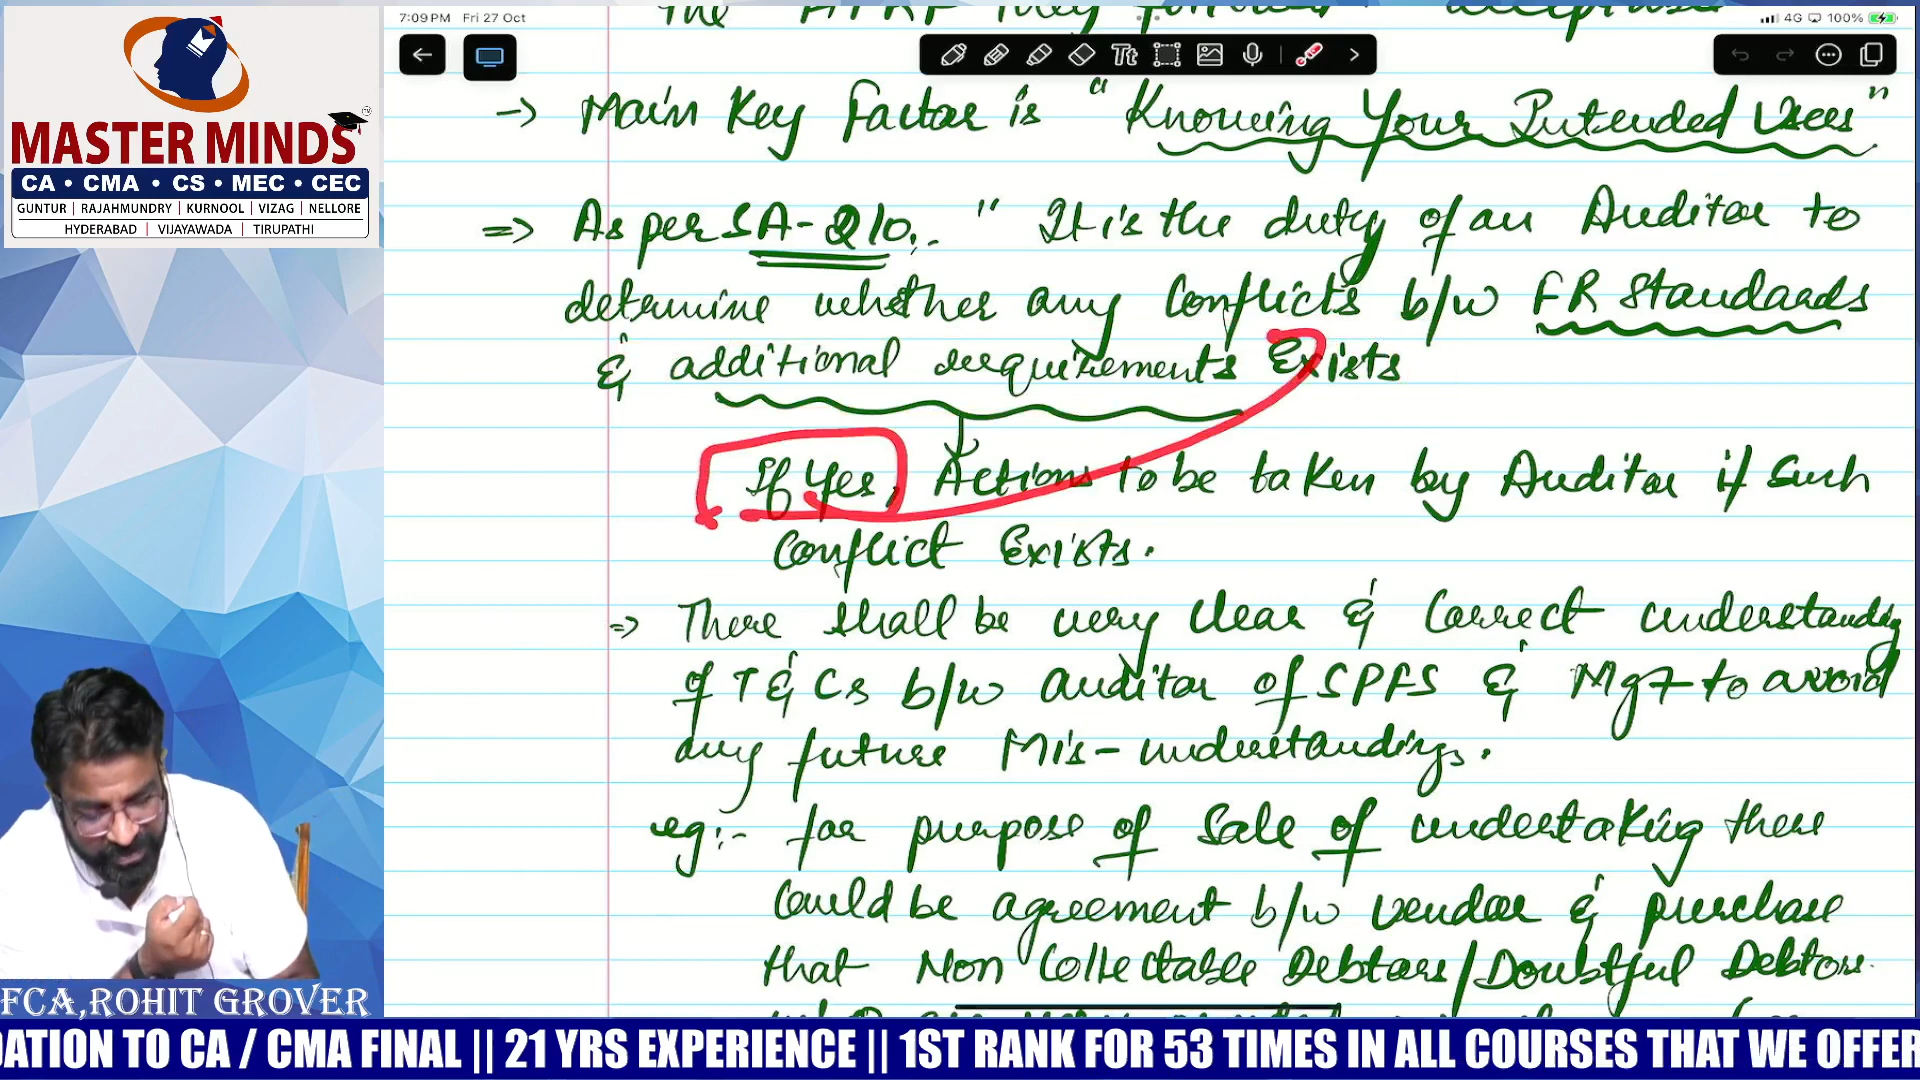 7:09 PM Fri 27 Oct
4G 100%
the
Tt
MASTER MINDS
CA • CMA • CS • MEC • CEC
GUNTUR | RAJAHMUNDRY | KURNOOL | VIZAG | NELLORE
HYDERABAD | VIJAYAWADA | TIRUPATHI
-> Main Key Factor is "Knowing Your Intended Users"
=> As per SA-210:- " It is the duty of an Auditor to
determine whether any Conflicts b/w FR Standards
& additional requirements Exists
If Yes, Actions to be taken by Auditor if such
Conflict Exists.
=> There shall be very clear & Correct understanding
of T & Cs b/w auditor of SPFS & Mgt to avoid
any future Mis-understandings.
eg:- for purpose of Sale of undertaking there
Could be agreement b/w vendor & purchase
that Non Collectable Debtors/Doubtful Debtors
FCA,ROHIT GROVER
DATION TO CA / CMA FINAL || 21 YRS EXPERIENCE || 1ST RANK FOR 53 TIMES IN ALL COURSES THAT WE OFFER